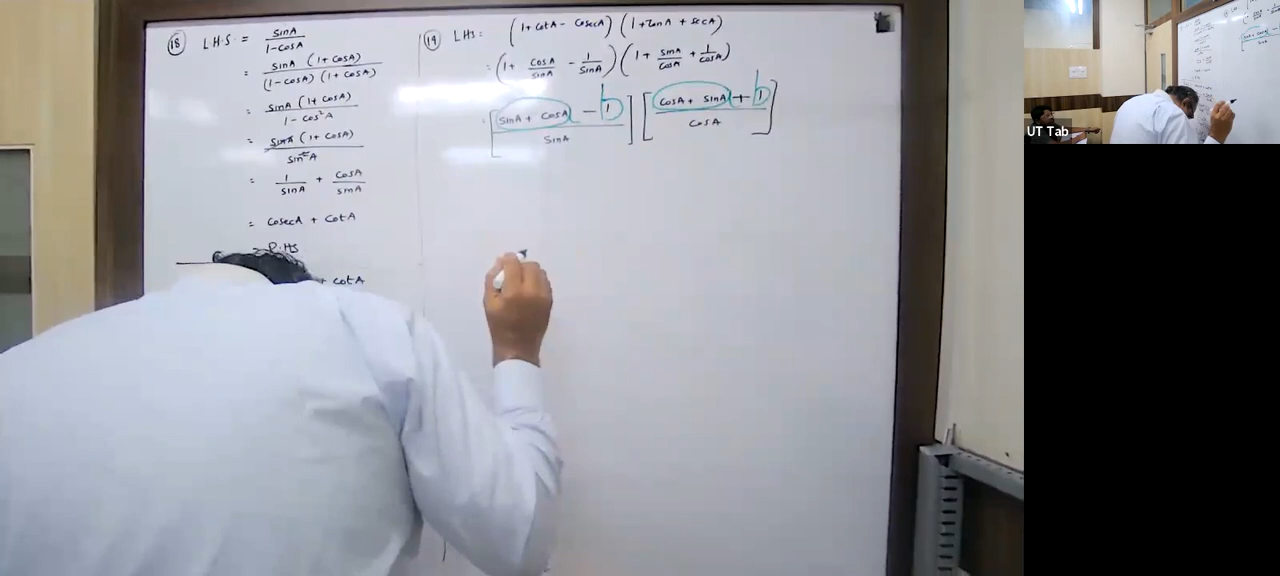 (18) LHS = sinA / 1-cosA
= sinA (1+cosA) / (1-cosA) (1+cosA)
= sinA (1+cosA) / 1-cos²A
= sinA (1+cosA) / sin²A
= 1/sinA + cosA/sinA
= cosecA + cotA
= R.HS
+ cotA
(19) LHS: (1+cotA - cosecA) (1+tanA + secA)
= (1+ cosA/sinA - 1/sinA) (1+ sinA/cosA + 1/cosA)
= [sinA + cosA - 1 / sinA] [cosA + sinA + 1 / cosA]
a b a b
UT Tab